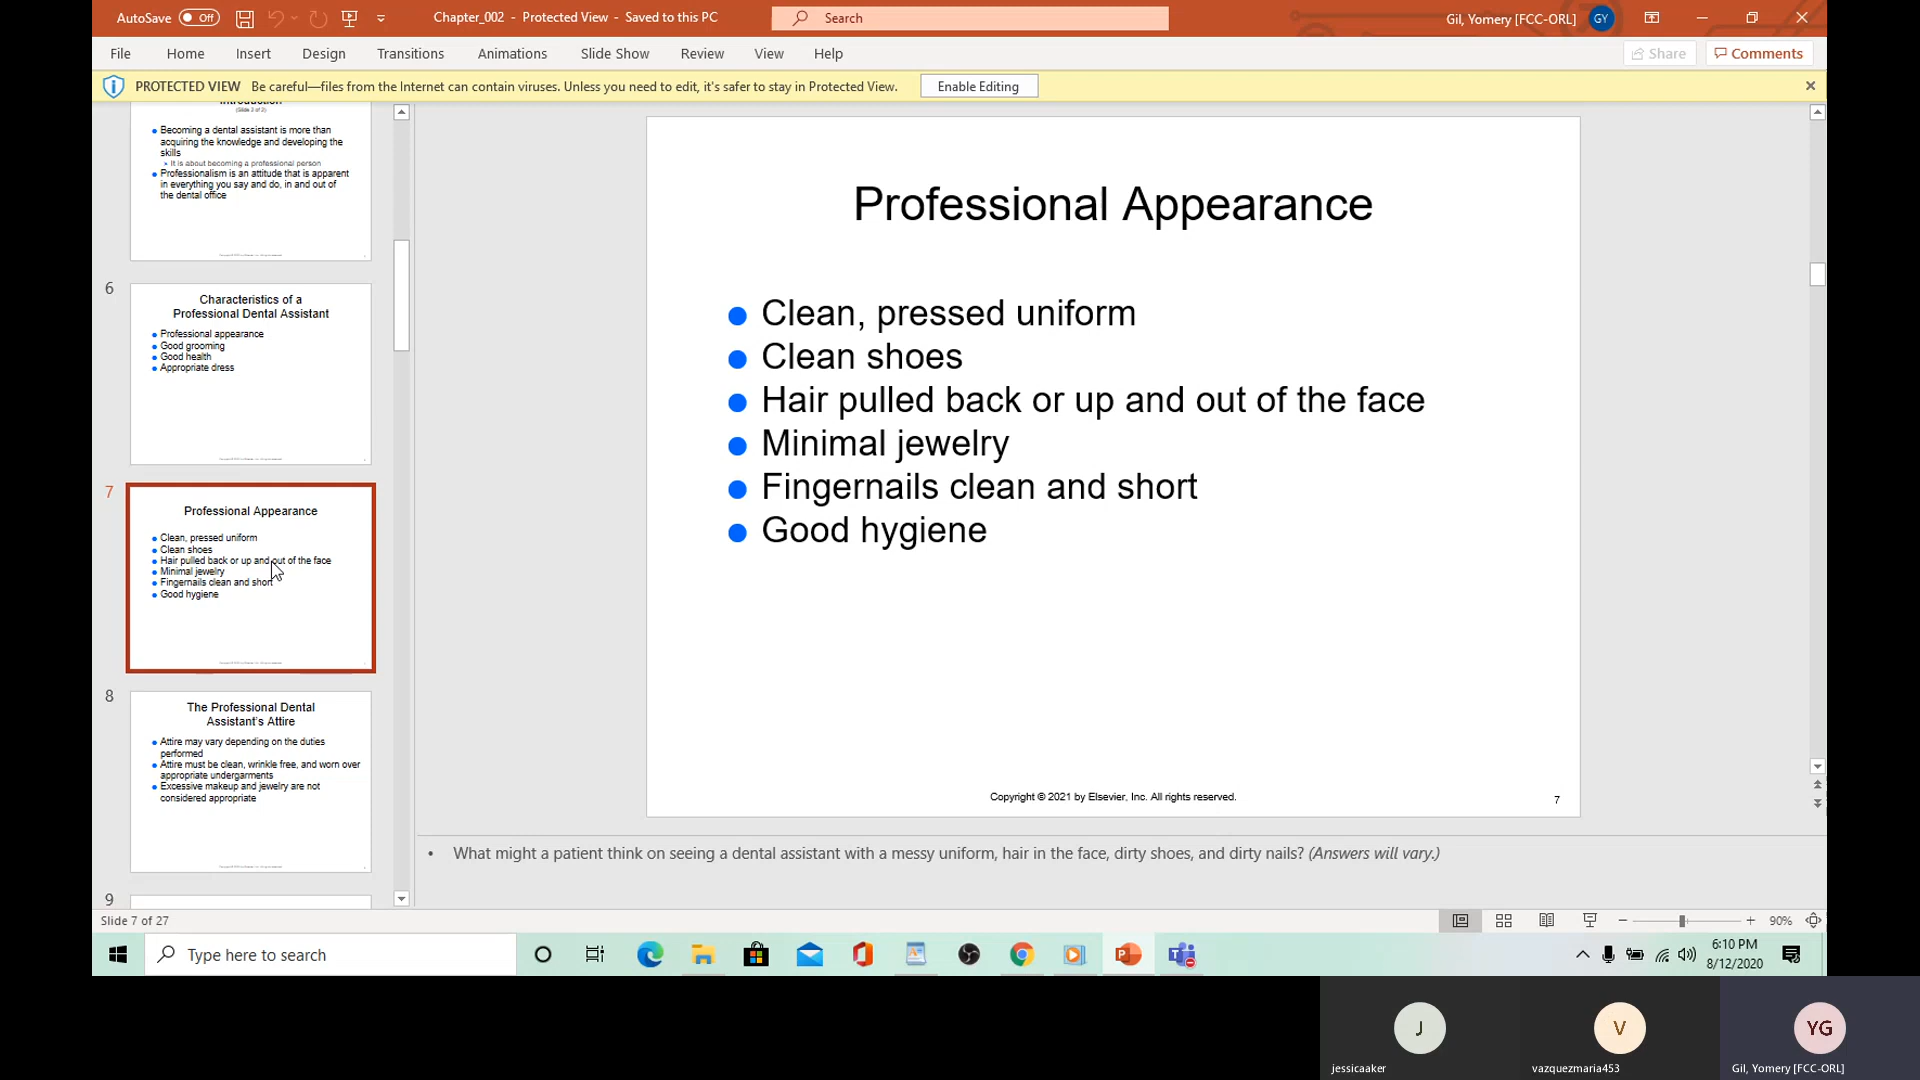 AutoSave Off
Chapter_002 - Protected View - Saved to this PC
Search
Gil, Yomery [FCC-ORL] GY
File Home Insert Design Transitions Animations Slide Show Review View Help
Share Comments
PROTECTED VIEW Be careful—files from the Internet can contain viruses. Unless you need to edit, it's safer to stay in Protected View. Enable Editing
Introduction
Becoming a dental assistant is more than
acquiring the knowledge and developing the
skills
It is about becoming a professional person
Professionalism is an attitude that is apparent
in everything you say and do, in and out of
the dental office
6
Characteristics of a
Professional Dental Assistant
Professional appearance
Good grooming
Good health
Appropriate dress
7
Professional Appearance
Clean, pressed uniform
Clean shoes
Hair pulled back or up and out of the face
Minimal jewelry
Fingernails clean and short
Good hygiene
8
The Professional Dental
Assistant's Attire
Attire may vary depending on the duties
performed
Attire must be clean, wrinkle free, and worn over
appropriate undergarments
Excessive makeup and jewelry are not
considered appropriate
9
Professional Appearance
Clean, pressed uniform
Clean shoes
Hair pulled back or up and out of the face
Minimal jewelry
Fingernails clean and short
Good hygiene
Copyright © 2021 by Elsevier, Inc. All rights reserved.
7
• What might a patient think on seeing a dental assistant with a messy uniform, hair in the face, dirty shoes, and dirty nails? (Answers will vary.)
Slide 7 of 27
90%
Type here to search
6:10 PM
8/12/2020
J
jessicaaker
V
vazquezmaria453
YG
Gil, Yomery [FCC-ORL]